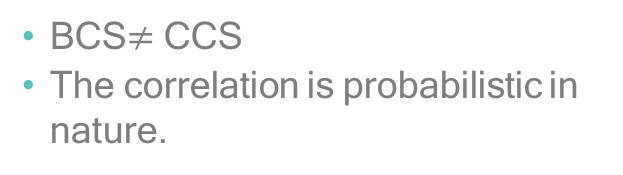 • BCS≠ CCS
• The correlation is probabilistic in
nature.